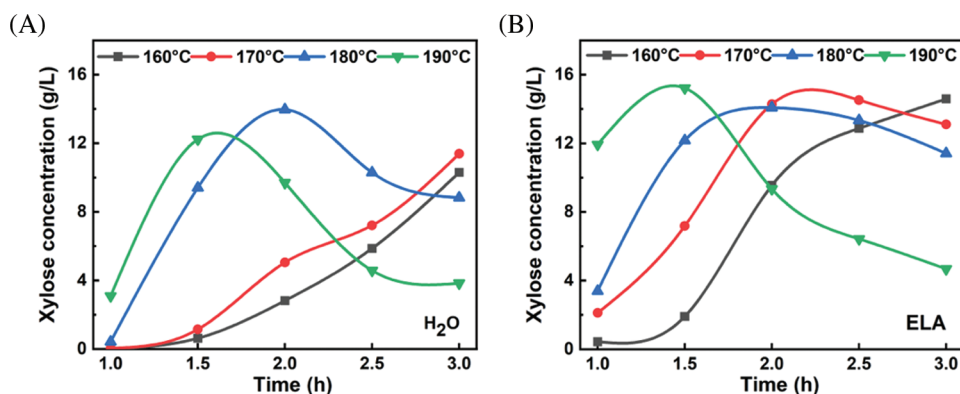 (A)
160°C 170°C 180°C 190°C
Xylose concentration (g/L)
16
12
8
4
0
H₂O
1.0 1.5 2.0 2.5 3.0
Time (h)
(B)
160°C 170°C 180°C 190°C
Xylose concentration (g/L)
16
12
8
4
0
ELA
1.0 1.5 2.0 2.5 3.0
Time (h)